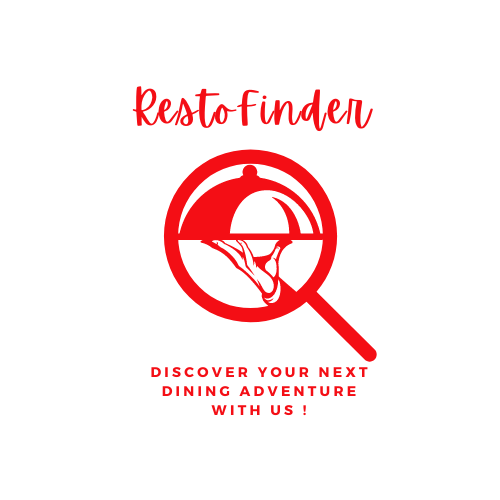 RestoFinder
DISCOVER YOUR NEXT
DINING ADVENTURE
WITH US !